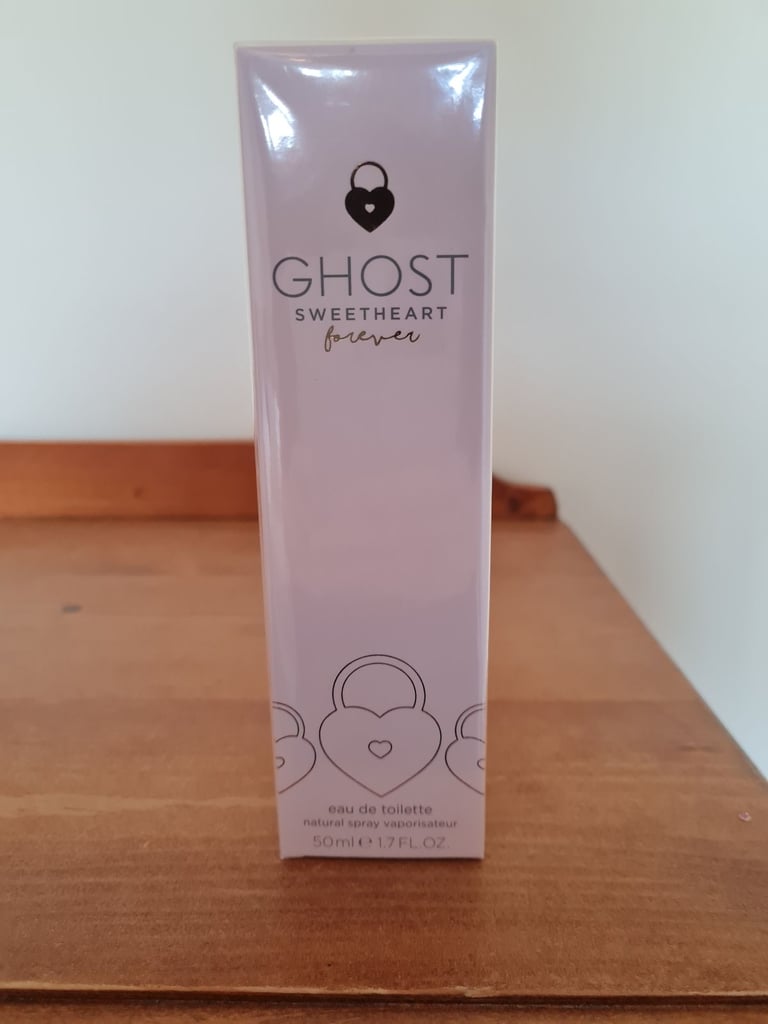 GHOST
SWEETHEART
forever
eau de toilette
natural spray vaporisateur
50ml ℮ 1.7 FL.OZ.